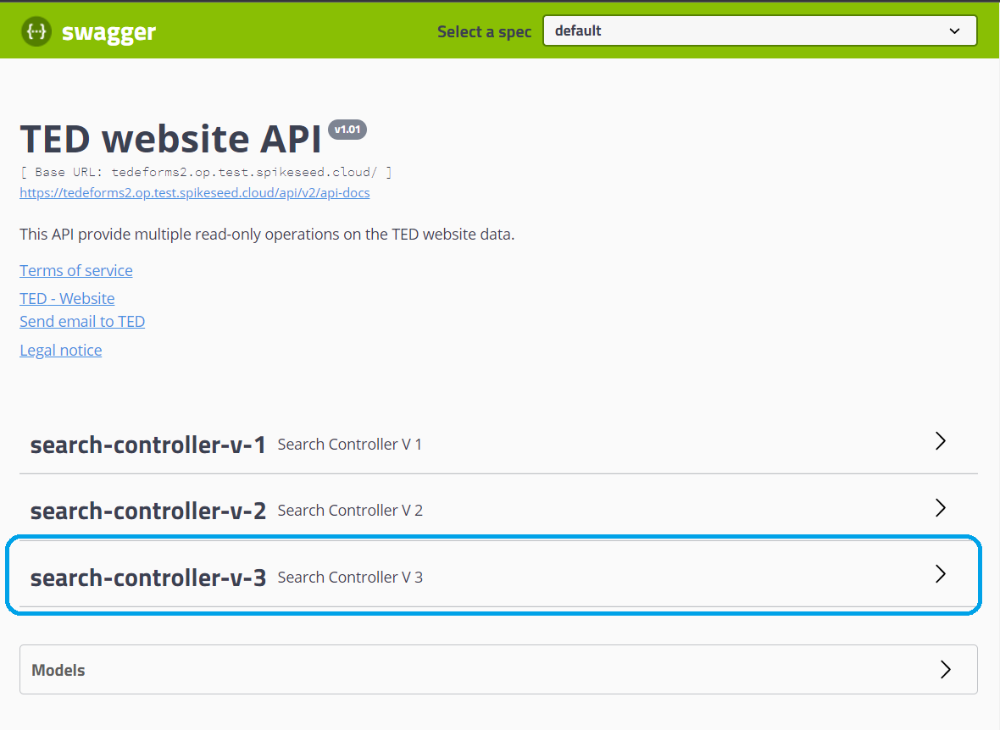 {···} swagger
Select a spec default
TED website API v1.01
[ Base URL: tedeforms2.op.test.spikeseed.cloud/ ]
https://tedeforms2.op.test.spikeseed.cloud/api/v2/api-docs
This API provide multiple read-only operations on the TED website data.
Terms of service
TED - Website
Send email to TED
Legal notice
search-controller-v-1 Search Controller V 1
search-controller-v-2 Search Controller V 2
search-controller-v-3 Search Controller V 3
Models